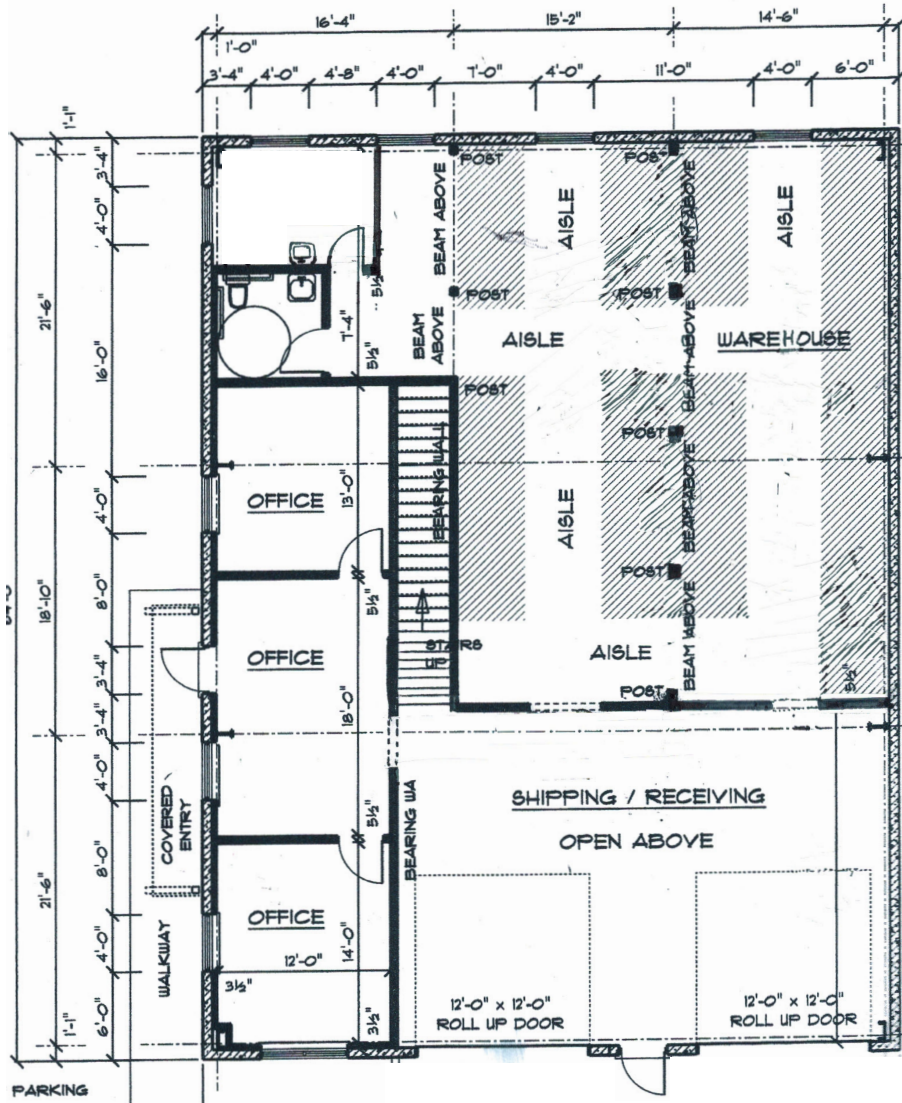 16'-4"
15'-2"
14'-6"
1'-0"
3'-4"
4'-0"
4'-8"
4'-0"
7'-0"
4'-0"
11'-0"
4'-0"
6'-0"
1'-1"
3'-4"
4'-0"
21'-6"
16'-0"
4'-0"
18'-10"
8'-0"
3'-4"
3'-4"
4'-0"
21'-6"
8'-0"
4'-0"
1'-1"
6'-0"
POST
BEAM ABOVE
AISLE
BEAM ABOVE
AISLE
5½"
POST
POST
7'-4"
5½"
BEAM
ABOVE
AISLE
WAREHOUSE
BEAM ABOVE
POST
POST
OFFICE
13'-0"
BEARING WALL
AISLE
BEAM ABOVE
POST
5½"
OFFICE
STAIRS
UP
AISLE
BEAM ABOVE
5½"
POST
18'-0"
5½"
COVERED
ENTRY
BEARING WA
SHIPPING / RECEIVING
OPEN ABOVE
OFFICE
WALKWAY
12'-0"
14'-0"
3½"
3½"
12'-0" x 12'-0"
ROLL UP DOOR
12'-0" x 12'-0"
ROLL UP DOOR
PARKING